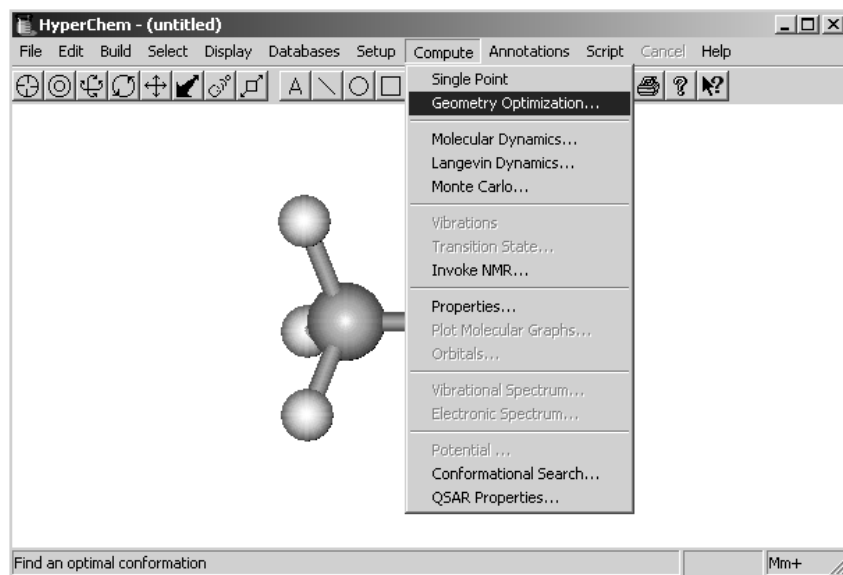 HyperChem - (untitled)
File Edit Build Select Display Databases Setup Compute Annotations Script Cancel Help
A
Single Point
Geometry Optimization...
Molecular Dynamics...
Langevin Dynamics...
Monte Carlo...
Vibrations
Transition State...
Invoke NMR...
Properties...
Plot Molecular Graphs...
Orbitals...
Vibrational Spectrum...
Electronic Spectrum...
Potential ...
Conformational Search...
QSAR Properties...
Find an optimal conformation Mm+